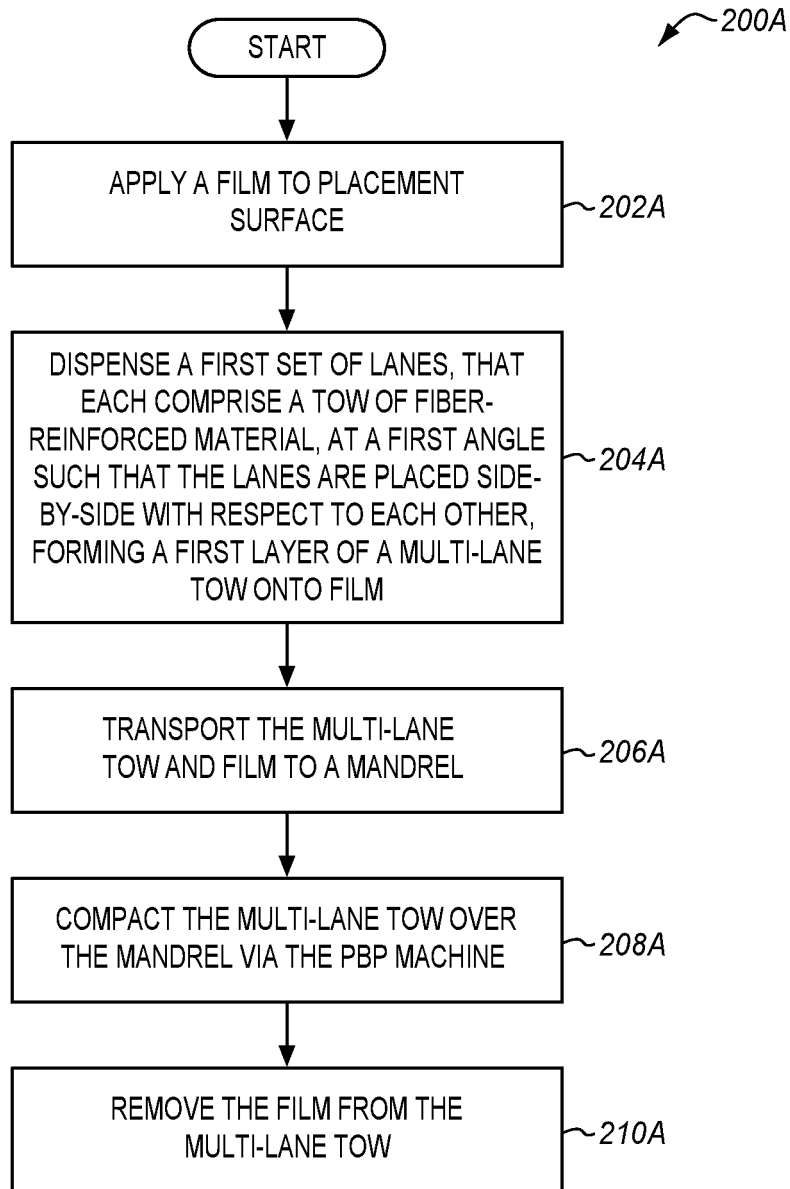 200A
START
APPLY A FILM TO PLACEMENT
SURFACE
202A
DISPENSE A FIRST SET OF LANES, THAT
EACH COMPRISE A TOW OF FIBER-
REINFORCED MATERIAL, AT A FIRST ANGLE
SUCH THAT THE LANES ARE PLACED SIDE-
BY-SIDE WITH RESPECT TO EACH OTHER,
FORMING A FIRST LAYER OF A MULTI-LANE
TOW ONTO FILM
204A
TRANSPORT THE MULTI-LANE
TOW AND FILM TO A MANDREL
206A
COMPACT THE MULTI-LANE TOW OVER
THE MANDREL VIA THE PBP MACHINE
208A
REMOVE THE FILM FROM THE
MULTI-LANE TOW
210A